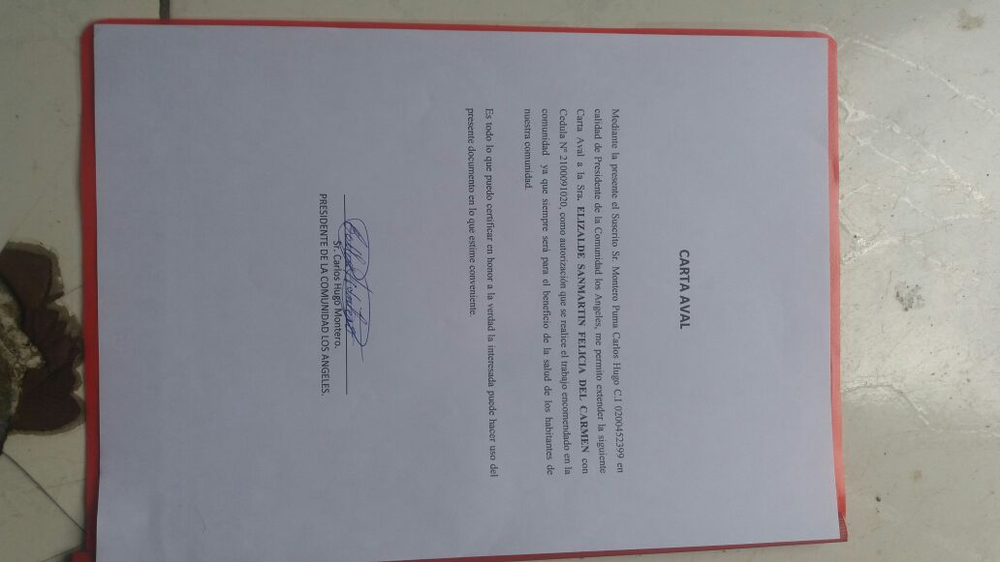 CARTA AVAL
Mediante la presente el Suscrito Sr. Montero Puma Carlos Hugo C.I 0200452399 en
calidad de Presidente de la Comunidad los Angeles, me permito extender la siguiente
Carta Aval a la Sra. ELIZALDE SANMARTIN FELICIA DEL CARMEN con
Cedula Nº 2100091020, como autorización que se realice el trabajo encomendado en la
comunidad ya que siempre será para el beneficio de la salud de los habitantes de
nuestra comunidad.
Es todo lo que puedo certificar en honor a la verdad la interesada puede hacer uso del
presente documento en lo que estime conveniente.
Sr. Carlos Hugo Montero.
PRESIDENTE DE LA COMUNIDAD LOS ANGELES.